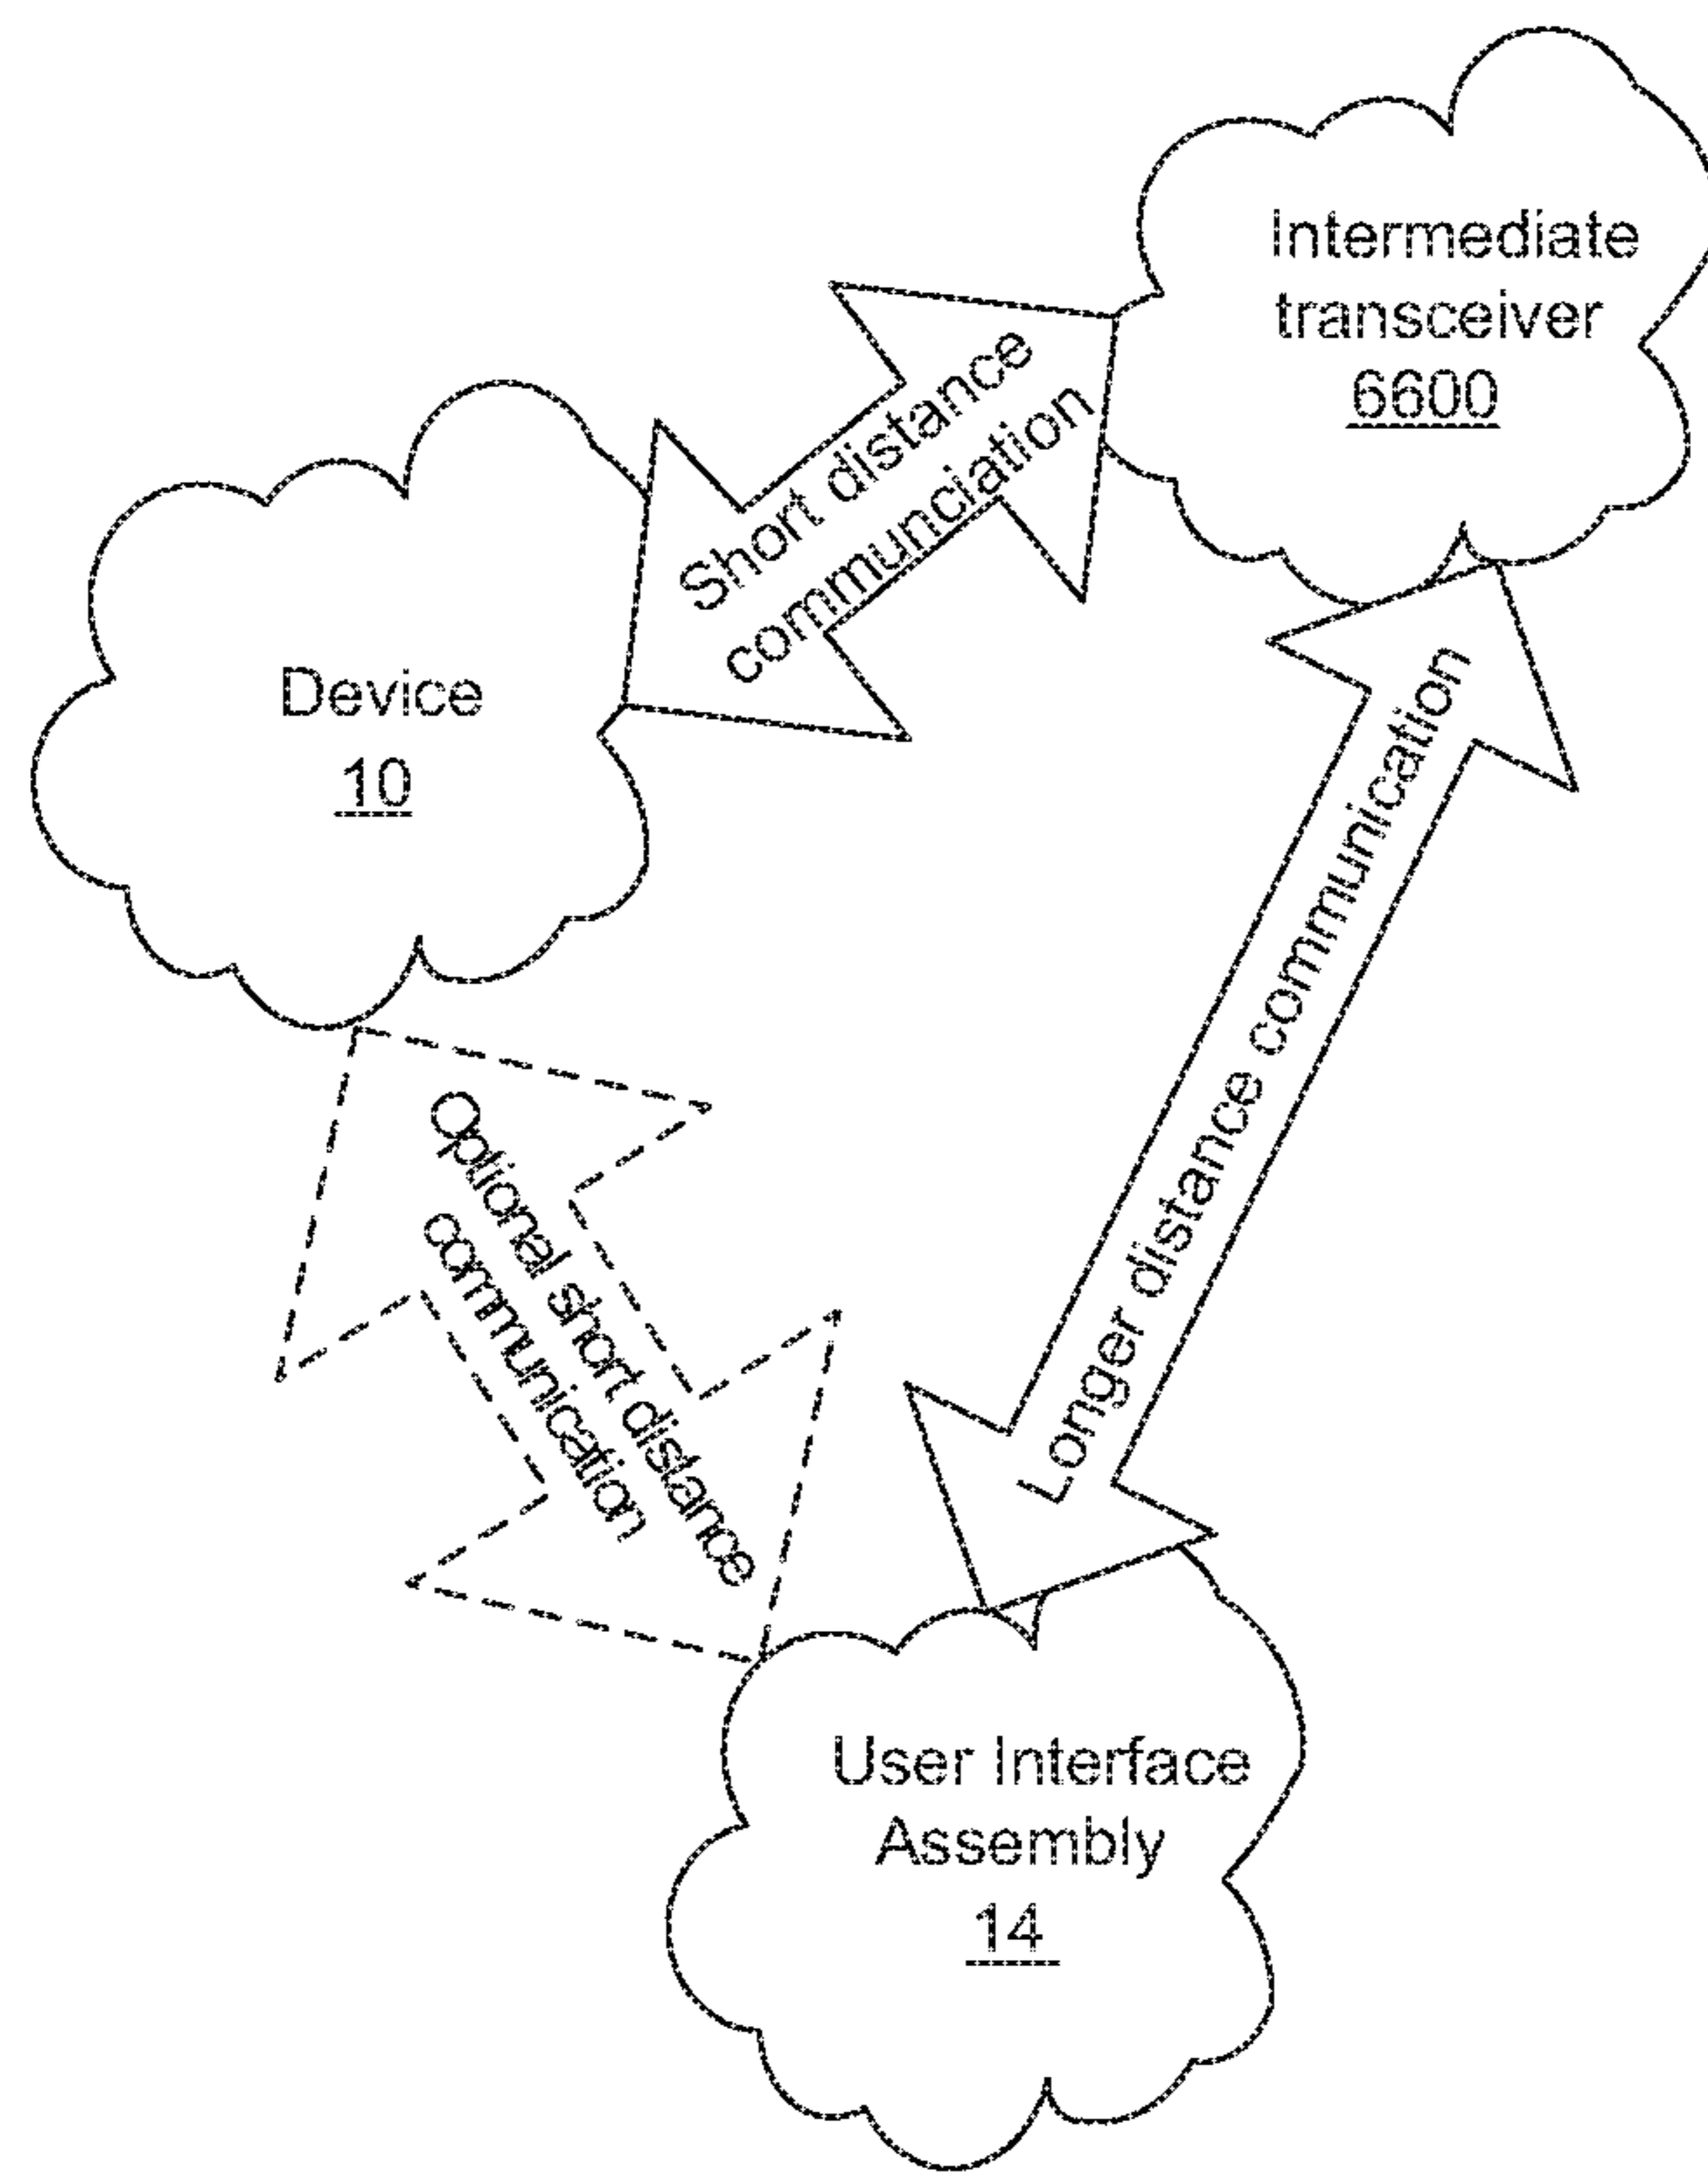 Intermediate
transceiver
6600
Short distance
communciation
Device
10
Longer distance communication
Optional short distance
communication
User Interface
Assembly
14